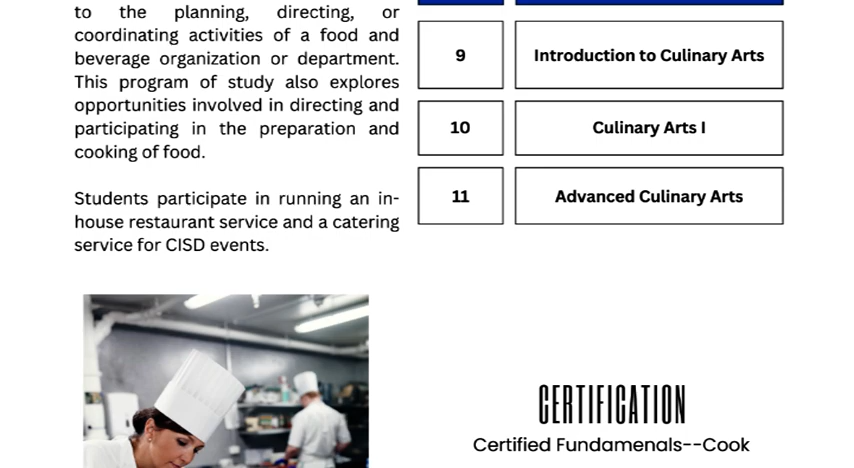 to the planning, directing, or
coordinating activities of a food and
beverage organization or department.
This program of study also explores
opportunities involved in directing and
participating in the preparation and
cooking of food.
Students participate in running an in-
house restaurant service and a catering
service for CISD events.
9 Introduction to Culinary Arts
10 Culinary Arts I
11 Advanced Culinary Arts
CERTIFICATION
Certified Fundamenals--Cook